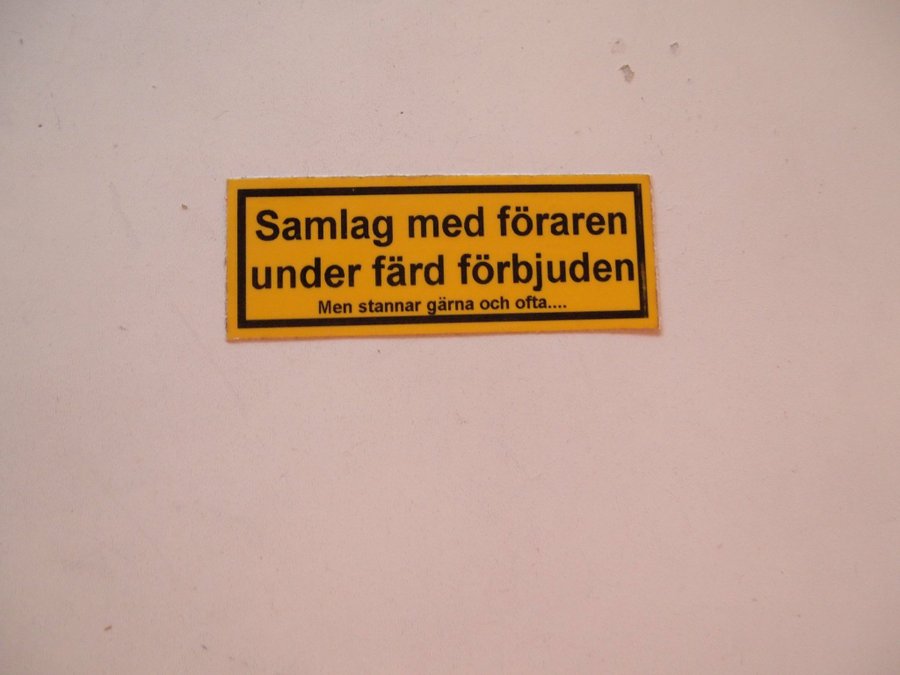 Samlag med föraren
under färd förbjuden
Men stannar gärna och ofta....